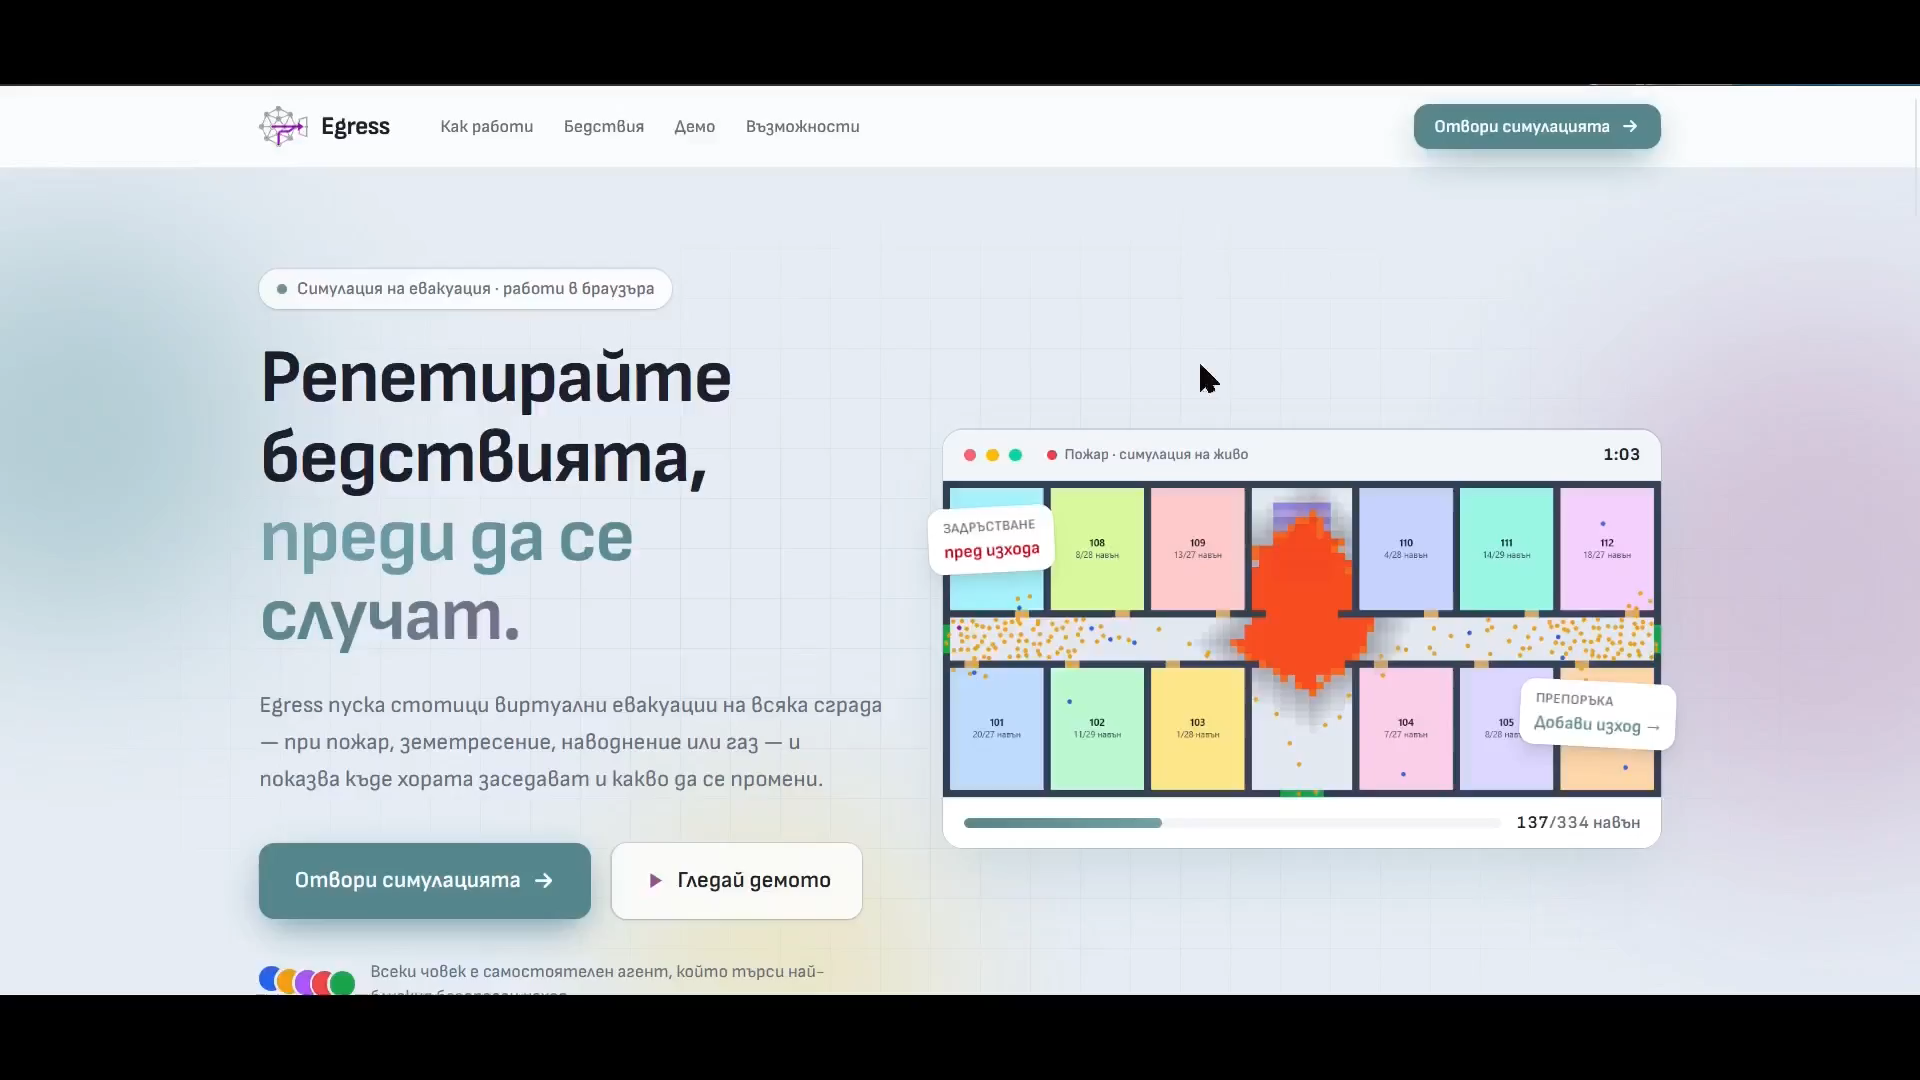 Egress
Как работи
Бедствия
Демо
Възможности
Отвори симулацията →
Симулация на евакуация · работи в браузъра
Репетирайте
бедствията,
преди да се
случат.
Egress пуска стотици виртуални евакуации на всяка сграда
— при пожар, земетресение, наводнение или газ — и
показва къде хората заседават и какво да се промени.
Отвори симулацията →
Гледай демото
Всеки човек е самостоятелен агент, който търси най-
Пожар · симулация на живо
1:03
ЗАДРЪСТВАНЕ
пред изхода
108
8/28 навън
109
13/27 навън
110
4/28 навън
111
14/29 навън
112
18/27 навън
101
20/27 навън
102
11/29 навън
103
1/28 навън
104
7/27 навън
105
8/28
ПРЕПОРЪКА
Добави изход →
137/334 навън